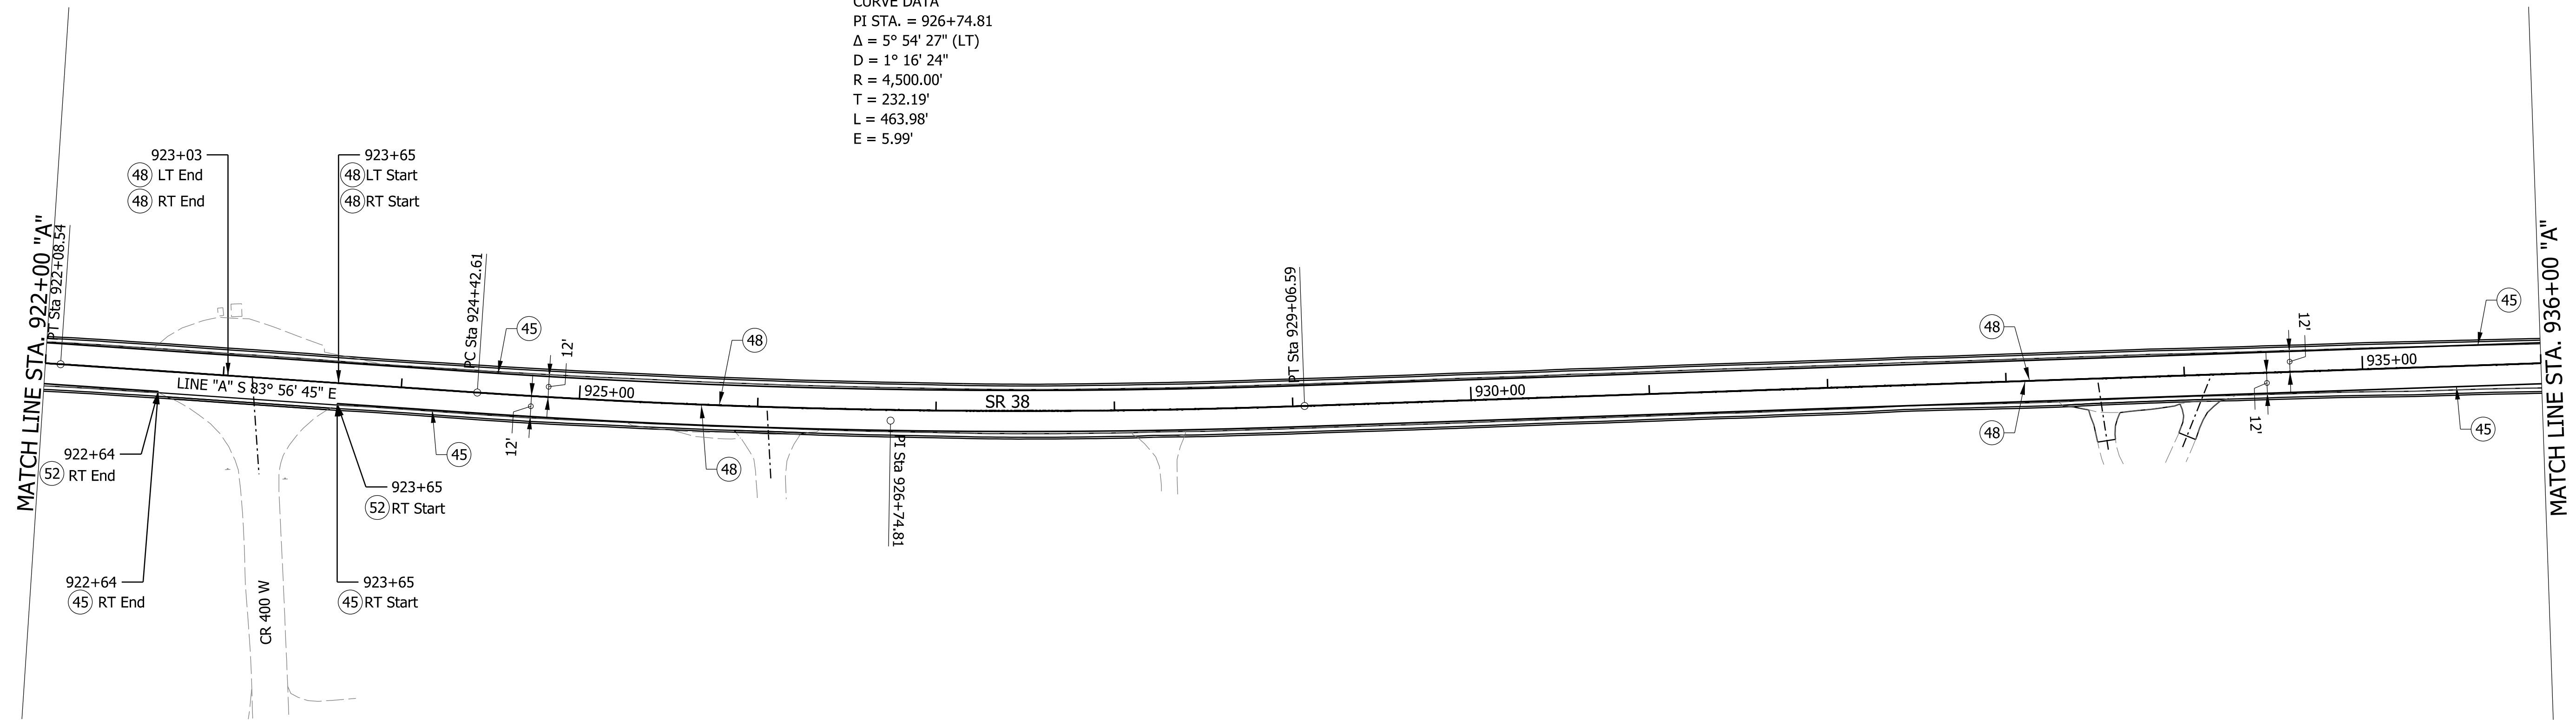 CURVE DATA
PI STA. = 926+74.81
Δ = 5° 54' 27" (LT)
D = 1° 16' 24"
R = 4,500.00'
T = 232.19'
L = 463.98'
E = 5.99'
923+03
48 LT End
48 RT End
923+65
48 LT Start
48 RT Start
MATCH LINE STA. 922+00 "A"
PT Sta 922+08.54
PC Sta 924+42.61
45
12'
48
PT Sta 929+06.59
48
12'
45
MATCH LINE STA. 936+00 "A"
LINE "A" S 83° 56' 45" E
925+00
SR 38
930+00
935+00
12'
45
48
PI Sta 926+74.81
48
12'
45
922+64
52 RT End
923+65
52 RT Start
922+64
45 RT End
923+65
45 RT Start
CR 400 W